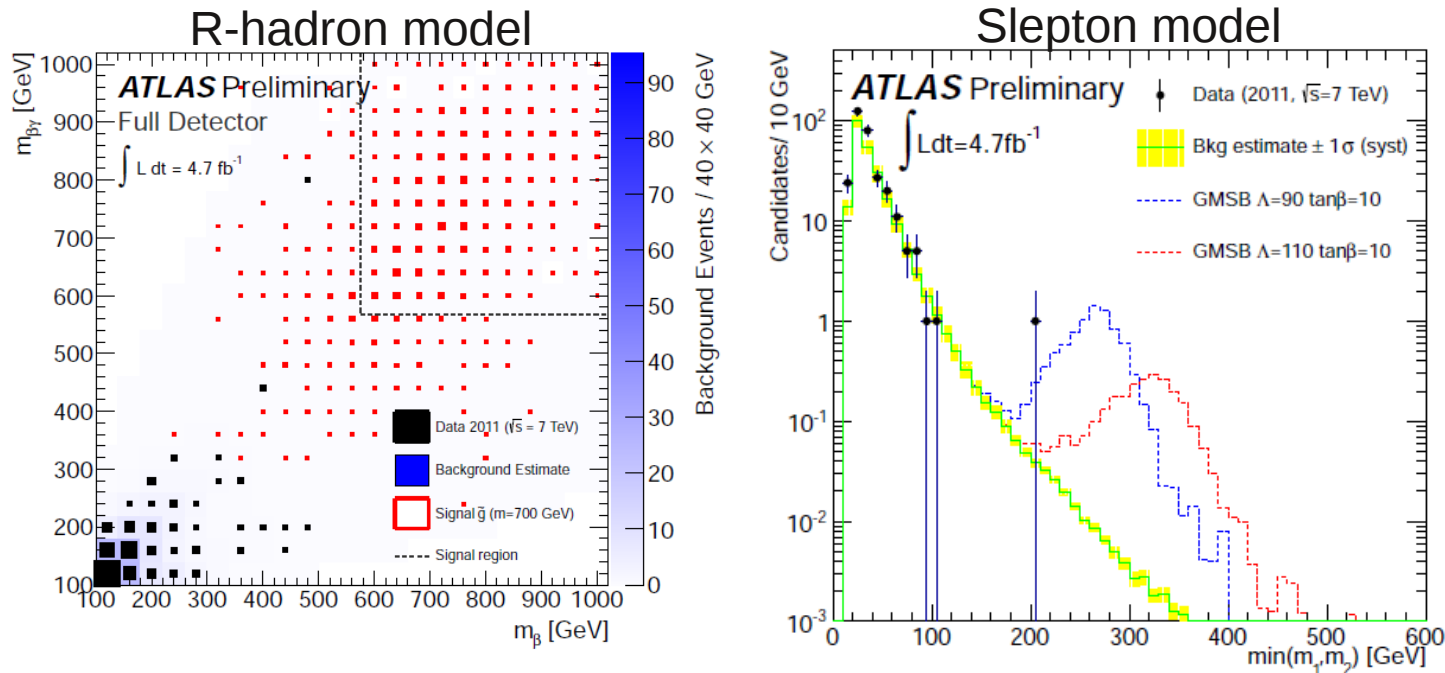 R-hadron model
m_βγ [GeV]
1000
900
800
700
600
500
400
300
200
100
ATLAS Preliminary
Full Detector
∫ L dt = 4.7 fb⁻¹
Data 2011 (√s = 7 TeV)
Background Estimate
Signal g̃ (m=700 GeV)
Signal region
100 200 300 400 500 600 700 800 900 1000
m_β [GeV]
90
80
70
60
50
40
30
20
10
0
Background Events / 40 × 40 GeV
Slepton model
Candidates/ 10 GeV
10²
10
1
10⁻¹
10⁻²
10⁻³
ATLAS Preliminary
∫Ldt=4.7fb⁻¹
Data (2011, √s=7 TeV)
Bkg estimate ± 1σ (syst)
GMSB Λ=90 tanβ=10
GMSB Λ=110 tanβ=10
0 100 200 300 400 500 600
min(m₁,m₂) [GeV]